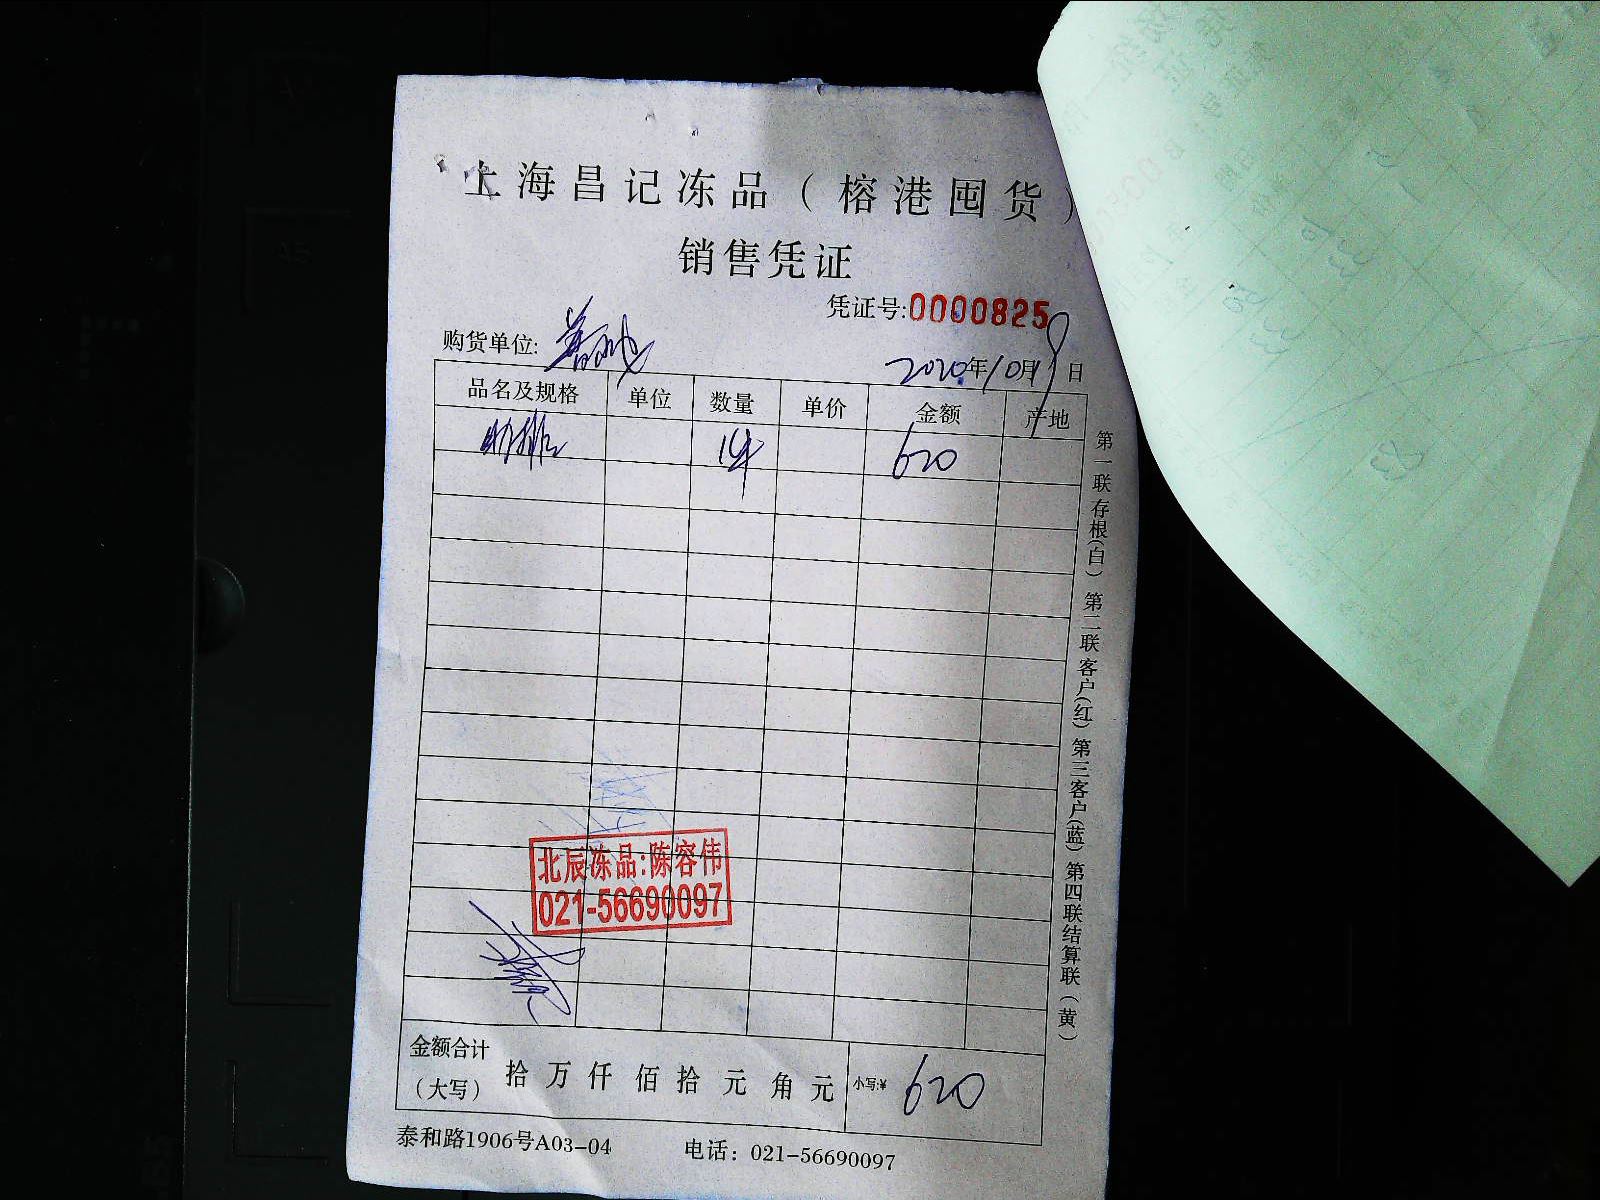 上海昌记冻品（榕港囤货）
销售凭证
凭证号:0000825
购货单位:
2020年10月19日
品名及规格 单位 数量 单价 金额 产地
肋排 1件 620
北辰冻品:陈容伟
021-56690097
金额合计（大写） 拾 万 仟 佰 拾 元 角 元 小写:¥ 620
泰和路1906号A03-04 电话：021-56690097
第一联存根（白）第二联客户（红）第三客户（蓝）第四联结算联（黄）